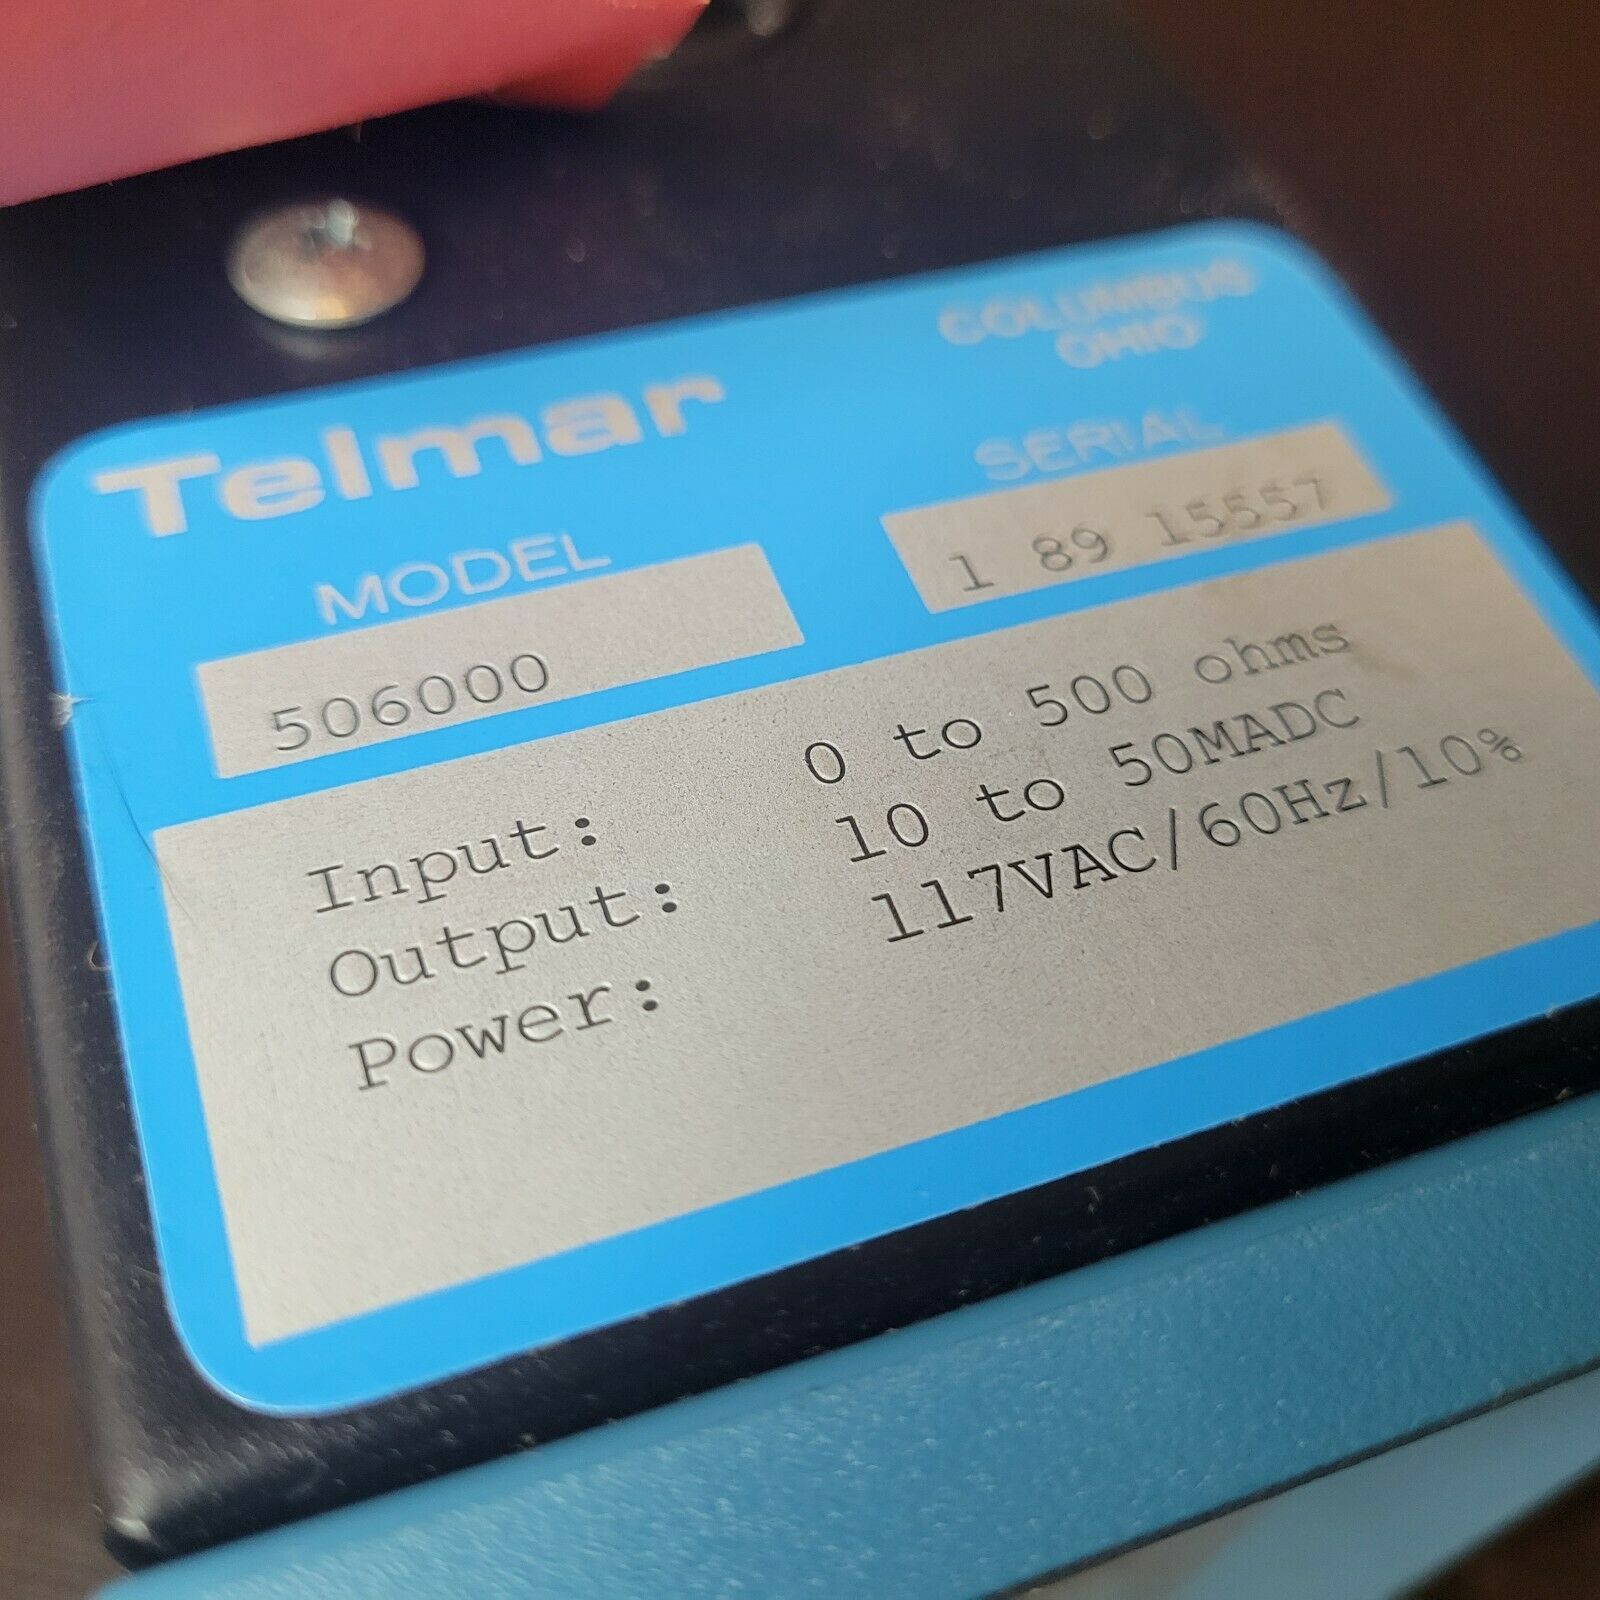 Telmar
COLUMBUS
OHIO
MODEL
SERIAL
506000
1 89 15557
Input: 0 to 500 ohms
Output: 10 to 50MADC
Power: 117VAC/60Hz/10%